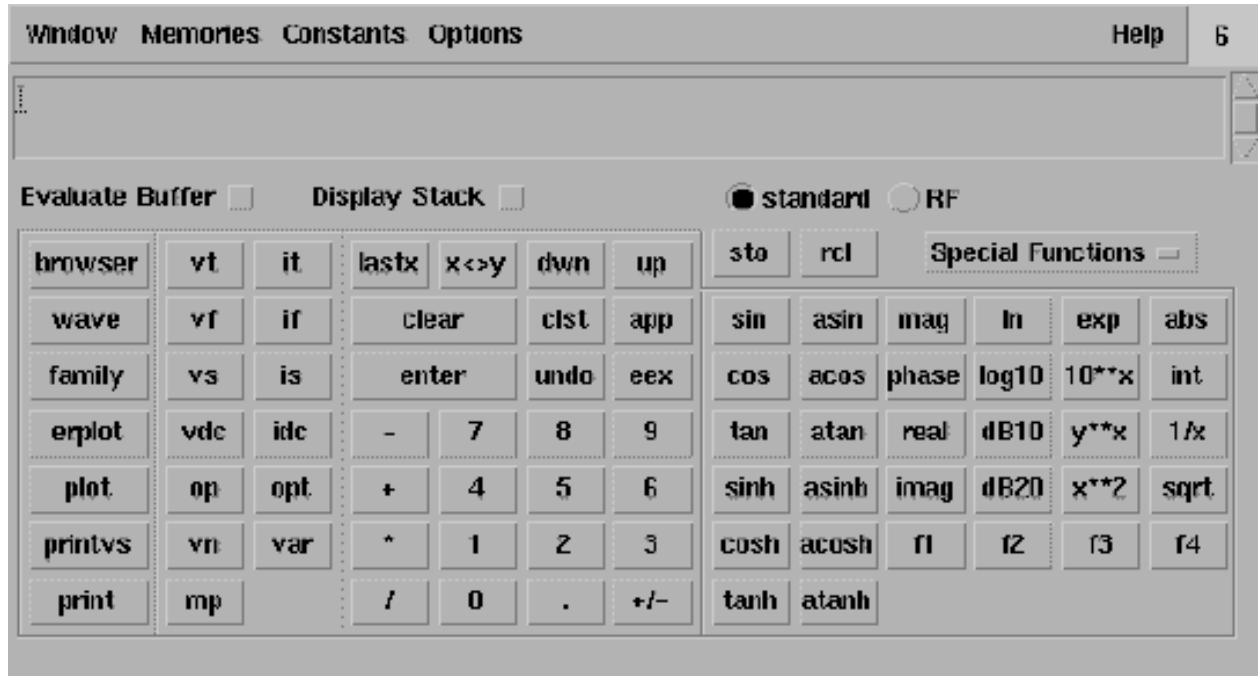 Window Memories Constants Options Help 6
Evaluate Buffer Display Stack standard RF
browser vt it lastx x<>y dwn up sto rcl Special Functions
wave vf if clear clst app sin asin mag ln exp abs
family vs is enter undo eex cos acos phase log10 10**x int
erplot vdc idc - 7 8 9 tan atan real dB10 y**x 1/x
plot op opt + 4 5 6 sinh asinh imag dB20 x**2 sqrt
printvs vn var * 1 2 3 cosh acosh f1 f2 f3 f4
print mp / 0 . +/- tanh atanh